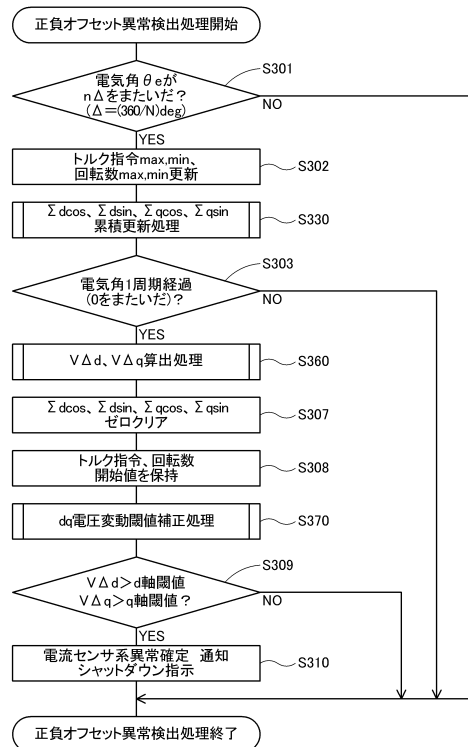 正負オフセット異常検出処理開始
電気角θeが
nΔをまたいだ?
(Δ=(360/N)deg)
S301
NO
YES
トルク指令max,min、
回転数max,min更新
S302
Σdcos、Σdsin、Σqcos、Σqsin
累積更新処理
S330
電気角1周期経過
(0をまたいだ)?
S303
NO
YES
VΔd、VΔq算出処理
S360
Σdcos、Σdsin、Σqcos、Σqsin
ゼロクリア
S307
トルク指令、回転数
開始値を保持
S308
dq電圧変動閾値補正処理
S370
VΔd>d軸閾値
VΔq>q軸閾値?
S309
NO
YES
電流センサ系異常確定 通知
シャットダウン指示
S310
正負オフセット異常検出処理終了